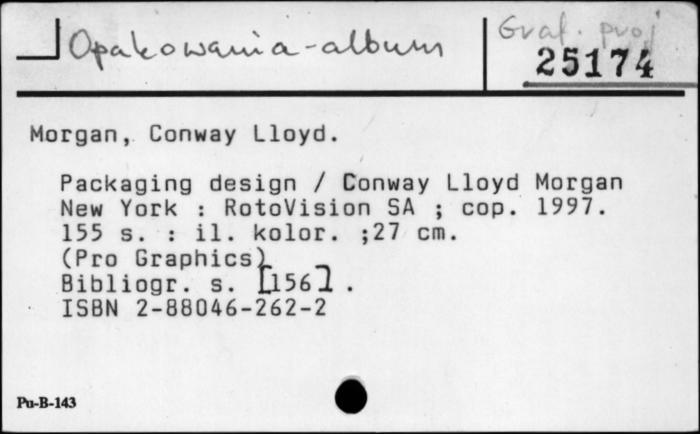 Opakowania-album
Graf. proj
25174
Morgan, Conway Lloyd.
Packaging design / Conway Lloyd Morgan
New York : RotoVision SA ; cop. 1997.
155 s. : il. kolor. ;27 cm.
(Pro Graphics)
Bibliogr. s. [156] .
ISBN 2-88046-262-2
Pu-B-143